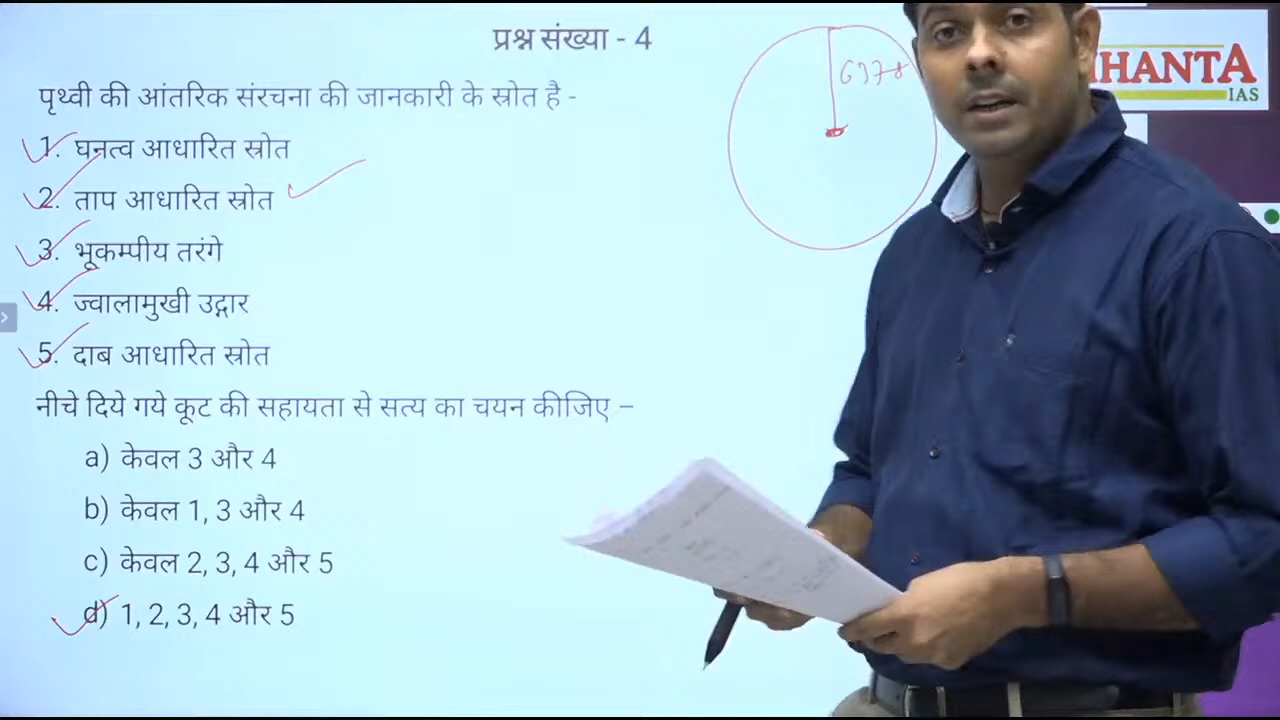 प्रश्न संख्या - 4
पृथ्वी की आंतरिक संरचना की जानकारी के स्रोत है -
1. घनत्व आधारित स्रोत
2. ताप आधारित स्रोत
3. भूकम्पीय तरंगे
4. ज्वालामुखी उद्गार
5. दाब आधारित स्रोत
नीचे दिये गये कूट की सहायता से सत्य का चयन कीजिए –
a) केवल 3 और 4
b) केवल 1, 3 और 4
c) केवल 2, 3, 4 और 5
d) 1, 2, 3, 4 और 5
6378
HANTA
IAS